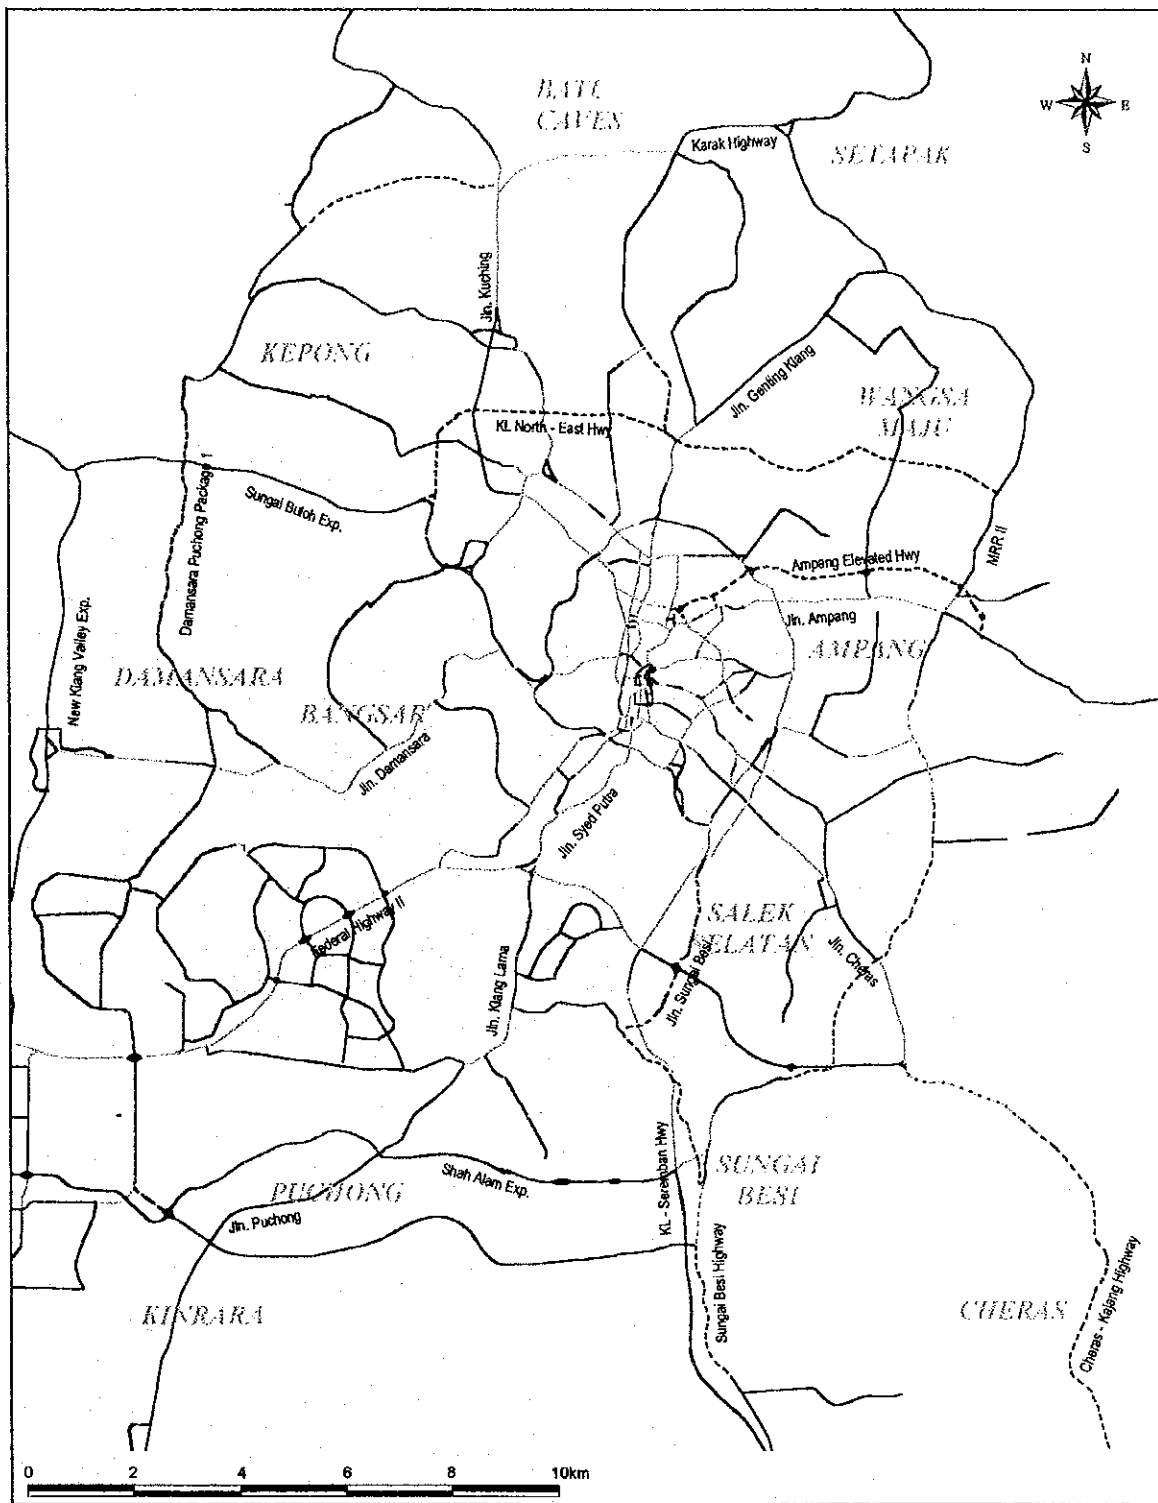 N
BATU
CAVES
W
E
Karak Highway
S
SETAPAK
Jln. Kuching
KEPONG
Jln. Genting Klang
WANGSA
MAJU
KL North - East Hwy
Damansara Puchong Package 1
Sungai Buloh Exp.
MRR II
Ampang Elevated Hwy
New Klang Valley Exp.
Jln. Ampang
AMPANG
DAMANSARA
BANGSAR
Jln. Damansara
Jln. Syed Putra
SALEK
SELATAN
Federal Highway II
Jln. Cheras
Jln. Sungai Besi
Jln. Klang Lama
KL - Seremban Hwy
SUNGAI
BESI
Shah Alam Exp.
PUCHONG
Jln. Puchong
Sungai Besi Highway
Cheras - Kajang Highway
KINRARA
CHERAS
0 2 4 6 8 10km